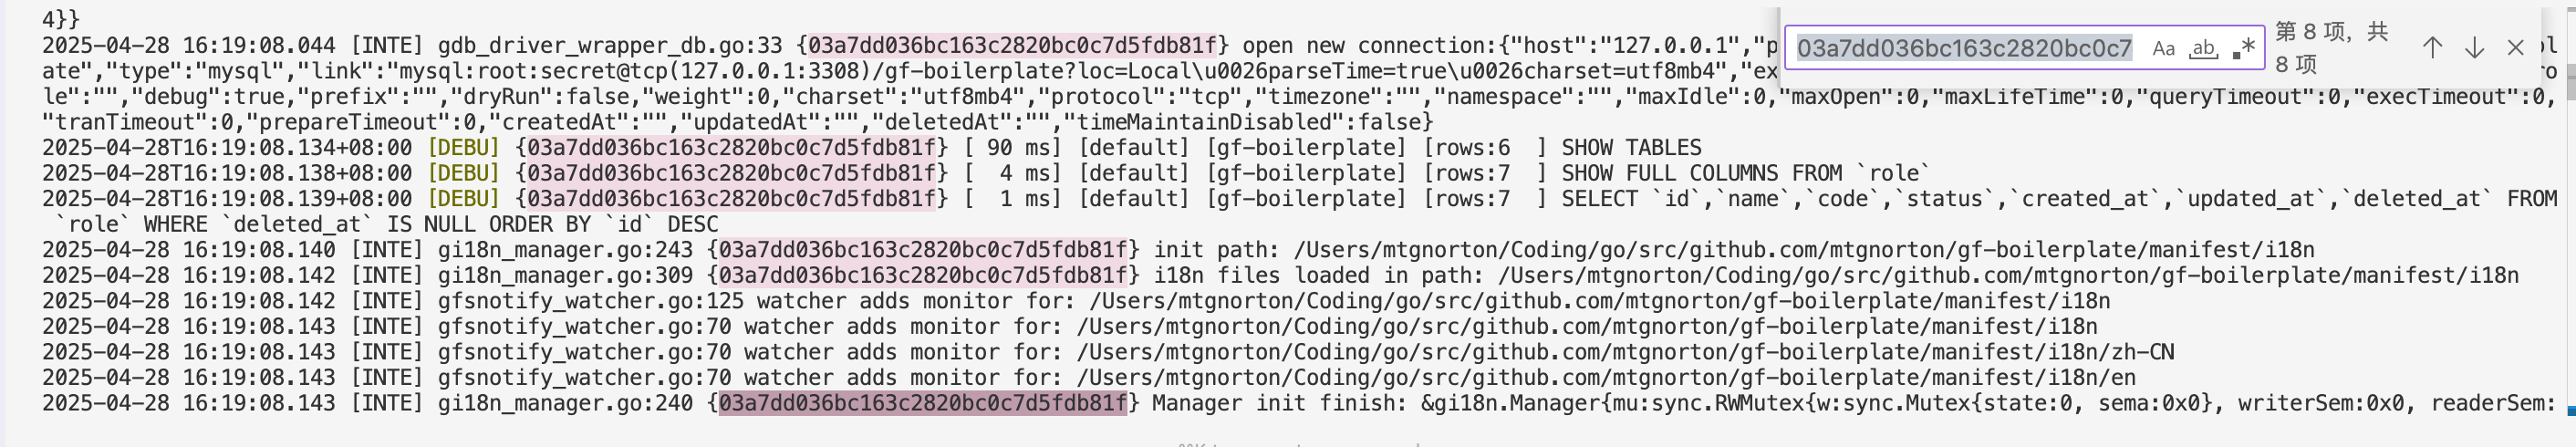 4}}
2025-04-28 16:19:08.044 [INTE] gdb_driver_wrapper_db.go:33 {03a7dd036bc163c2820bc0c7d5fdb81f} open new connection:{"host":"127.0.0.1","p
ate","type":"mysql","link":"mysql:root:secret@tcp(127.0.0.1:3308)/gf-boilerplate?loc=Local\u0026parseTime=true\u0026charset=utf8mb4","ex
le":"","debug":true,"prefix":"","dryRun":false,"weight":0,"charset":"utf8mb4","protocol":"tcp","timezone":"","namespace":"","maxIdle":0,"maxOpen":0,"maxLifeTime":0,"queryTimeout":0,"execTimeout":0,
"tranTimeout":0,"prepareTimeout":0,"createdAt":"","updatedAt":"","deletedAt":"","timeMaintainDisabled":false}
2025-04-28T16:19:08.134+08:00 [DEBU] {03a7dd036bc163c2820bc0c7d5fdb81f} [ 90 ms] [default] [gf-boilerplate] [rows:6  ] SHOW TABLES
2025-04-28T16:19:08.138+08:00 [DEBU] {03a7dd036bc163c2820bc0c7d5fdb81f} [  4 ms] [default] [gf-boilerplate] [rows:7  ] SHOW FULL COLUMNS FROM `role`
2025-04-28T16:19:08.139+08:00 [DEBU] {03a7dd036bc163c2820bc0c7d5fdb81f} [  1 ms] [default] [gf-boilerplate] [rows:7  ] SELECT `id`,`name`,`code`,`status`,`created_at`,`updated_at`,`deleted_at` FROM
`role` WHERE `deleted_at` IS NULL ORDER BY `id` DESC
2025-04-28 16:19:08.140 [INTE] gi18n_manager.go:243 {03a7dd036bc163c2820bc0c7d5fdb81f} init path: /Users/mtgnorton/Coding/go/src/github.com/mtgnorton/gf-boilerplate/manifest/i18n
2025-04-28 16:19:08.142 [INTE] gi18n_manager.go:309 {03a7dd036bc163c2820bc0c7d5fdb81f} i18n files loaded in path: /Users/mtgnorton/Coding/go/src/github.com/mtgnorton/gf-boilerplate/manifest/i18n
2025-04-28 16:19:08.142 [INTE] gfsnotify_watcher.go:125 watcher adds monitor for: /Users/mtgnorton/Coding/go/src/github.com/mtgnorton/gf-boilerplate/manifest/i18n
2025-04-28 16:19:08.143 [INTE] gfsnotify_watcher.go:70 watcher adds monitor for: /Users/mtgnorton/Coding/go/src/github.com/mtgnorton/gf-boilerplate/manifest/i18n
2025-04-28 16:19:08.143 [INTE] gfsnotify_watcher.go:70 watcher adds monitor for: /Users/mtgnorton/Coding/go/src/github.com/mtgnorton/gf-boilerplate/manifest/i18n/zh-CN
2025-04-28 16:19:08.143 [INTE] gfsnotify_watcher.go:70 watcher adds monitor for: /Users/mtgnorton/Coding/go/src/github.com/mtgnorton/gf-boilerplate/manifest/i18n/en
2025-04-28 16:19:08.143 [INTE] gi18n_manager.go:240 {03a7dd036bc163c2820bc0c7d5fdb81f} Manager init finish: &gi18n.Manager{mu:sync.RWMutex{w:sync.Mutex{state:0, sema:0x0}, writerSem:0x0, readerSem:
03a7dd036bc163c2820bc0c7 Aa ab .*
第 8 项，共
8 项